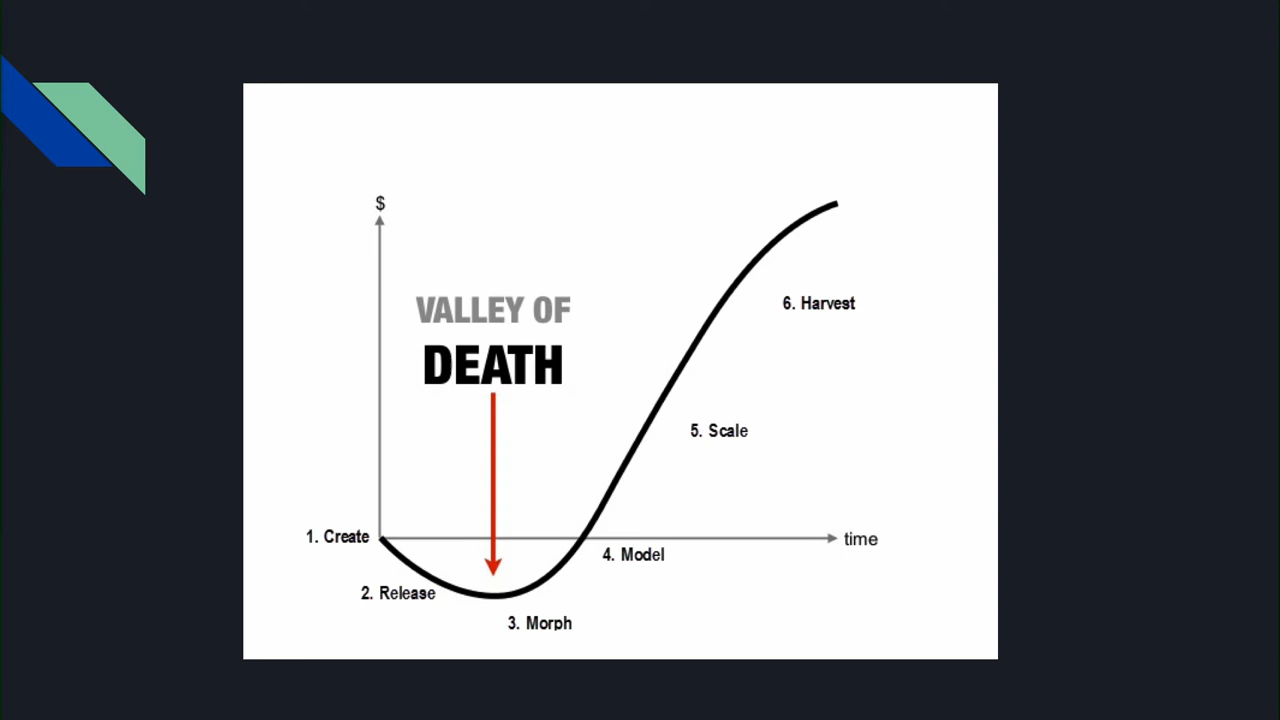 $
VALLEY OF
DEATH
6. Harvest
5. Scale
1. Create
time
4. Model
2. Release
3. Morph